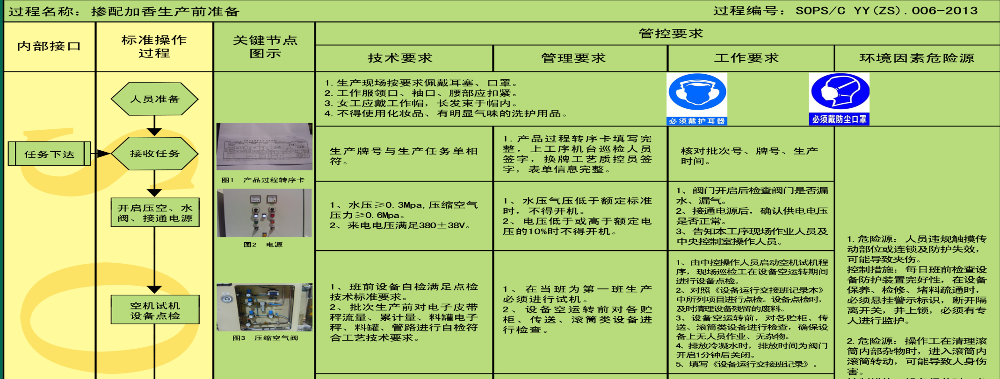 过程名称：掺配加香生产前准备
过程编号：SOPS/C YY(ZS).006-2013
内部接口
标准操作
过程
关键节点
图示
管控要求
技术要求
管理要求
工作要求
环境因素危险源
人员准备
1.生产现场按要求佩戴耳塞、口罩。
2.工作服领口、袖口、腰部应扣紧。
3.女工应戴工作帽，长发束于帽内。
4.不得使用化妆品、有明显气味的洗护用品。
必须戴护耳器
必须戴防尘口罩
任务下达
接收任务
图1 产品过程转序卡
生产牌号与生产任务单相
符。
1.产品过程转序卡填写完
整，上工序机台巡检人员
签字，换牌工艺质控员签
字，表单信息完整。
核对批次号、牌号、生产
时间。
开启压空、水
阀、接通电源
图2 电源
1、水压≥0.3Mpa,压缩空气
压力≥0.6Mpa。
2、来电电压满足380±38V。
1、水压气压低于额定标准
时，不得开机。
2、电压低于或高于额定电
压的10%时不得开机。
1、阀门开启后检查阀门是否漏
水、漏气。
2、接通电源后，确认供电电压
是否正常。
3、告知本工序现场作业人员及
中央控制室操作人员。
空机试机
设备点检
图3 压缩空气阀
1、班前设备自检满足点检
技术标准要求。
2、批次生产前对电子皮带
秤流量、累计量、料罐电子
秤、料罐、管路进行自检符
合工艺技术要求。
1、在当班为第一班生产
必须进行试机。
2、设备空运转前对各贮
柜、传送、滚筒类设备进
行检查。
1、由中控操作人员启动空机试机程
序，现场巡检工在设备空运转期间
进行设备点检。
2、对照《设备运行交接班记录本》
中所列项目进行点检。设备点检时，
及时清理设备残留的废料。
3、设备空运转前，对各贮柜、传
送、滚筒类设备进行检查，确保设
备上无人员作业、无杂物。
4、排放冷凝水时，排放时间为阀门
开启1分钟后关闭。
5、填写《设备运行交接班记录》。
1.危险源：人员违规触摸传
动部位或连锁及防护失效，
可能导致夹伤。
控制措施：每日班前检查设
备防护装置完好性，在设备
保养、检修、堵料疏通时，
必须悬挂警示标识，断开隔
离开关，并上锁，必须有专
人进行监护。
2.危险源：操作工在清理滚
筒内部杂物时，进入滚筒内
滚筒转动，可能导致人身伤
害。